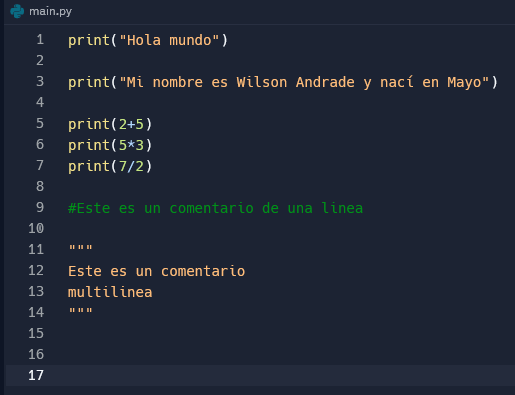 main.py
1 print("Hola mundo")
2
3 print("Mi nombre es Wilson Andrade y nací en Mayo")
4
5 print(2+5)
6 print(5*3)
7 print(7/2)
8
9 #Este es un comentario de una linea
10
11 """
12 Este es un comentario
13 multilinea
14 """
15
16
17